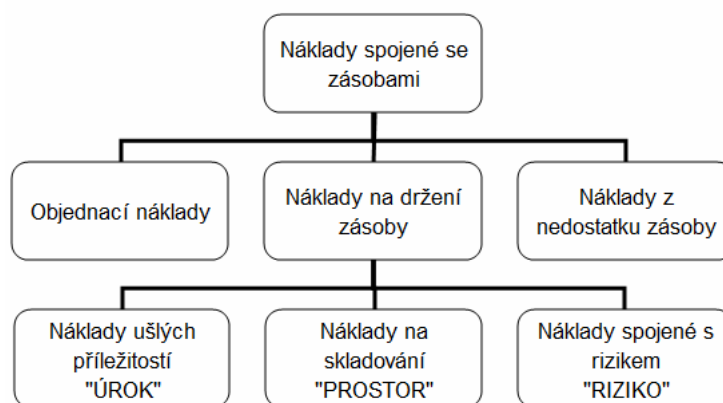 Náklady spojené se
zásobami
Objednací náklady
Náklady na držení
zásoby
Náklady z
nedostatku zásoby
Náklady ušlých
příležitostí
"ÚROK"
Náklady na
skladování
"PROSTOR"
Náklady spojené s
rizikem
"RIZIKO"